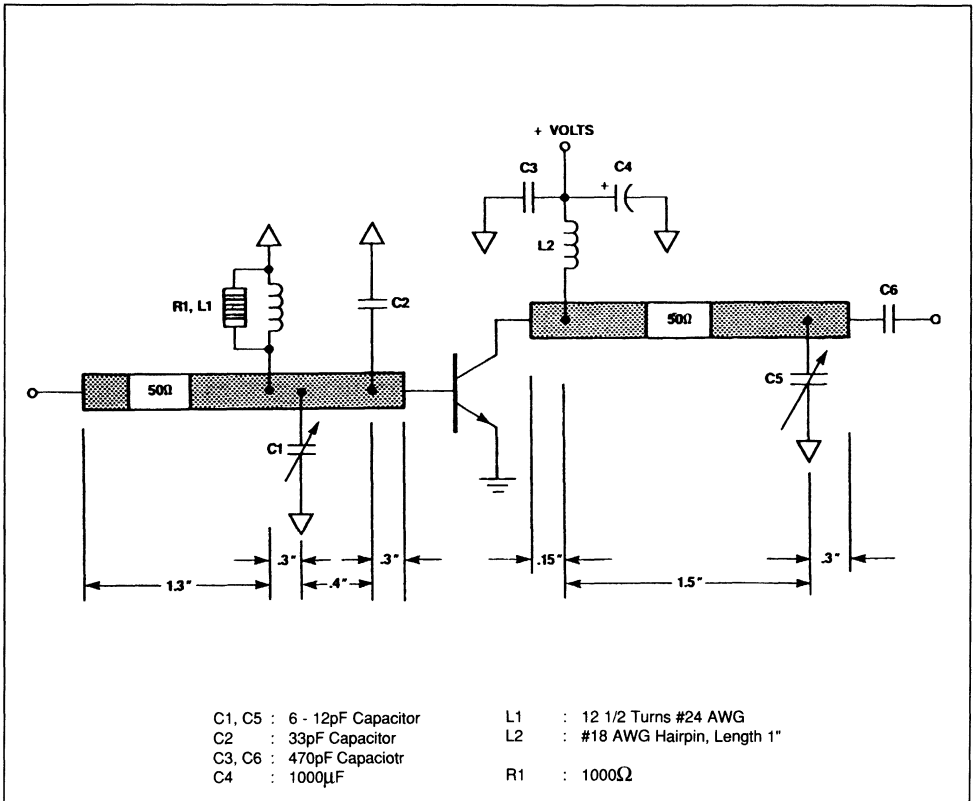 + VOLTS
C3
C4
L2
R1, L1
C2
C6
50Ω
50Ω
C5
C1
.3"
.3"
.15"
.3"
1.3"
.4"
1.5"
C1, C5 : 6 - 12pF Capacitor
C2 : 33pF Capacitor
C3, C6 : 470pF Capaciotr
C4 : 1000µF
L1 : 12 1/2 Turns #24 AWG
L2 : #18 AWG Hairpin, Length 1"
R1 : 1000Ω